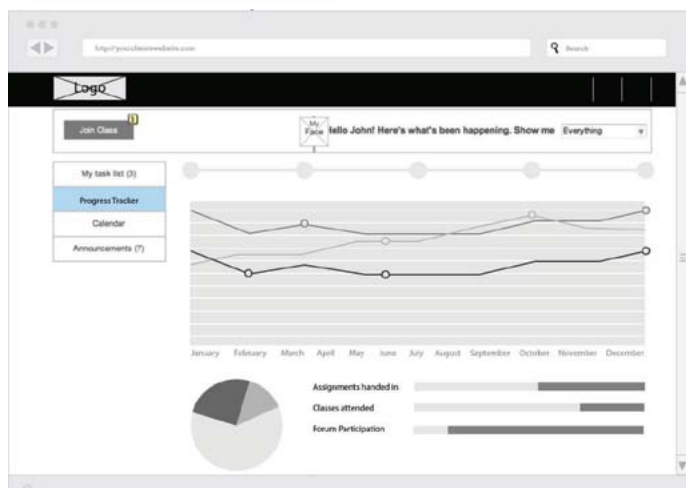 Search
Logo
Join Class
3
My Face
Hello John! Here's what's been happening. Show me Everything
My task list (3)
Progress Tracker
Calendar
Announcements (7)
January February March April May June July August September October November December
Assignments handed in
Classes attended
Forum Participation